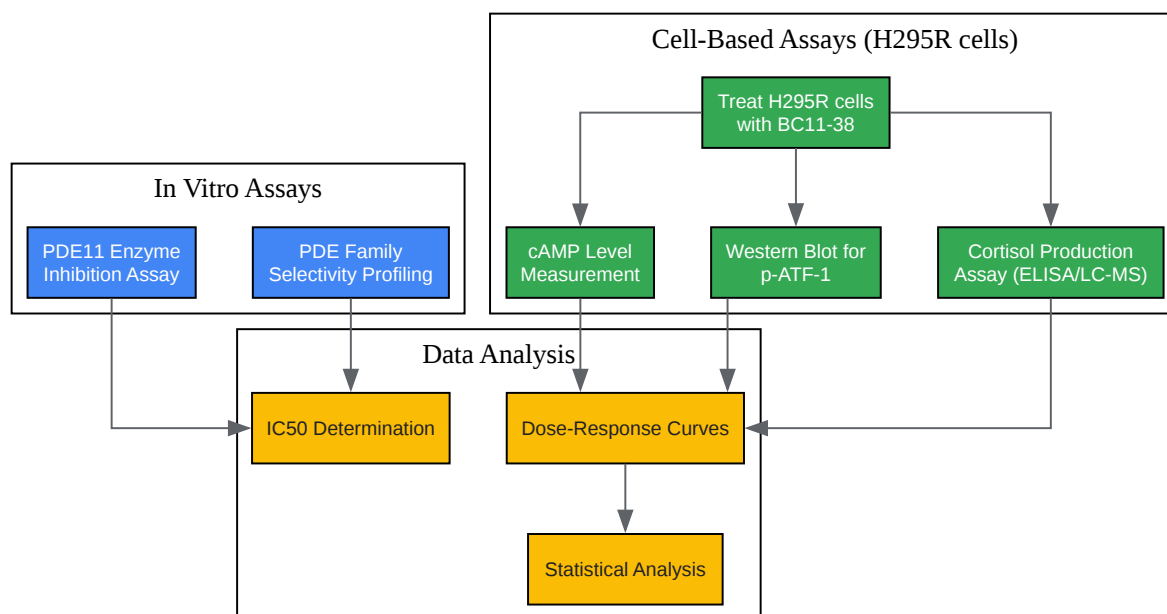 Cell-Based Assays (H295R cells)
Treat H295R cells
with BC11-38
In Vitro Assays
PDE11 Enzyme
Inhibition Assay
PDE Family
Selectivity Profiling
cAMP Level
Measurement
Western Blot for
p-ATF-1
Cortisol Production
Assay (ELISA/LC-MS)
Data Analysis
IC50 Determination
Dose-Response Curves
Statistical Analysis